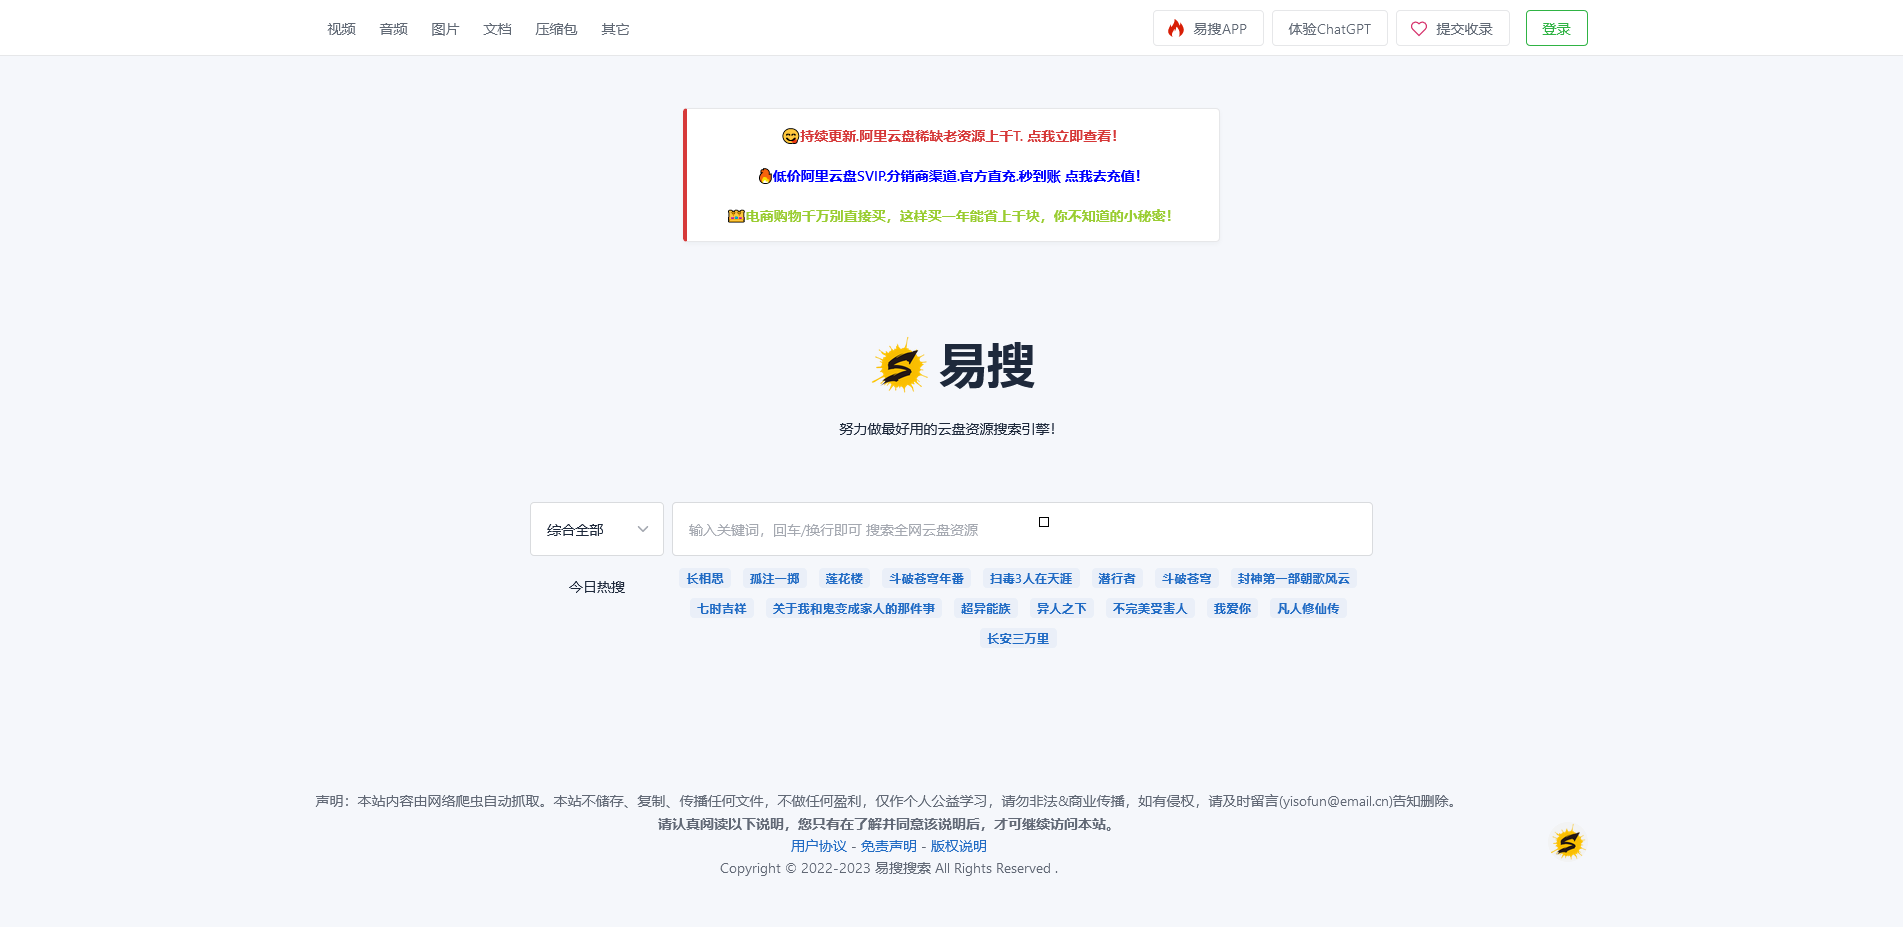 视频 音频 图片 文档 压缩包 其它 易搜APP 体验ChatGPT 提交收录 登录
😋持续更新.阿里云盘稀缺老资源上千T. 点我立即查看！
🔥低价阿里云盘SVIP.分销商渠道.官方直充.秒到账 点我去充值！
电商购物千万别直接买，这样买一年能省上千块，你不知道的小秘密！
易搜
努力做最好用的云盘资源搜索引擎！
综合全部 输入关键词，回车/换行即可 搜索全网云盘资源
今日热搜 长相思 孤注一掷 莲花楼 斗破苍穹年番 扫毒3人在天涯 潜行者 斗破苍穹 封神第一部朝歌风云
七时吉祥 关于我和鬼变成家人的那件事 超异能族 异人之下 不完美受害人 我爱你 凡人修仙传
长安三万里
声明：本站内容由网络爬虫自动抓取。本站不储存、复制、传播任何文件，不做任何盈利，仅作个人公益学习，请勿非法&商业传播，如有侵权，请及时留言(yisofun@email.cn)告知删除。
请认真阅读以下说明，您只有在了解并同意该说明后，才可继续访问本站。
用户协议 - 免责声明 - 版权说明
Copyright © 2022-2023 易搜搜索 All Rights Reserved .